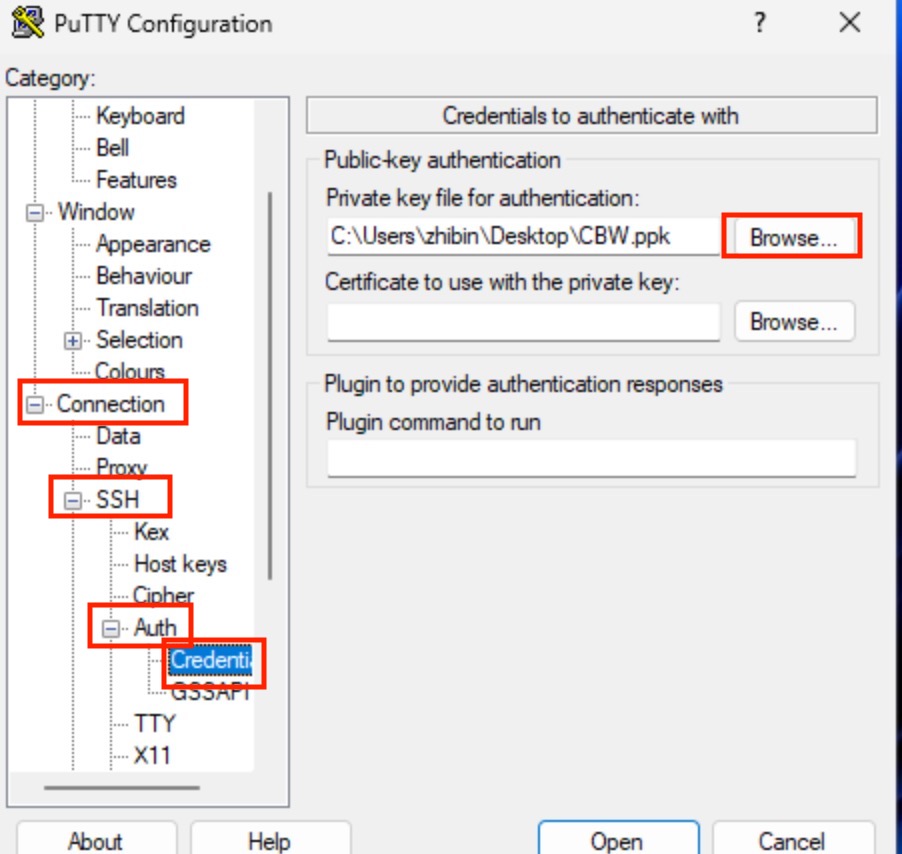 PuTTY Configuration
?
Category:
Keyboard
Bell
Features
Window
Appearance
Behaviour
Translation
Selection
Colours
Connection
Data
Proxy
SSH
Kex
Host keys
Cipher
Auth
Credentia
GSSAPI
TTY
X11
Credentials to authenticate with
Public-key authentication
Private key file for authentication:
C:\Users\zhibin\Desktop\CBW.ppk
Browse...
Certificate to use with the private key:
Browse...
Plugin to provide authentication responses
Plugin command to run
About
Help
Open
Cancel